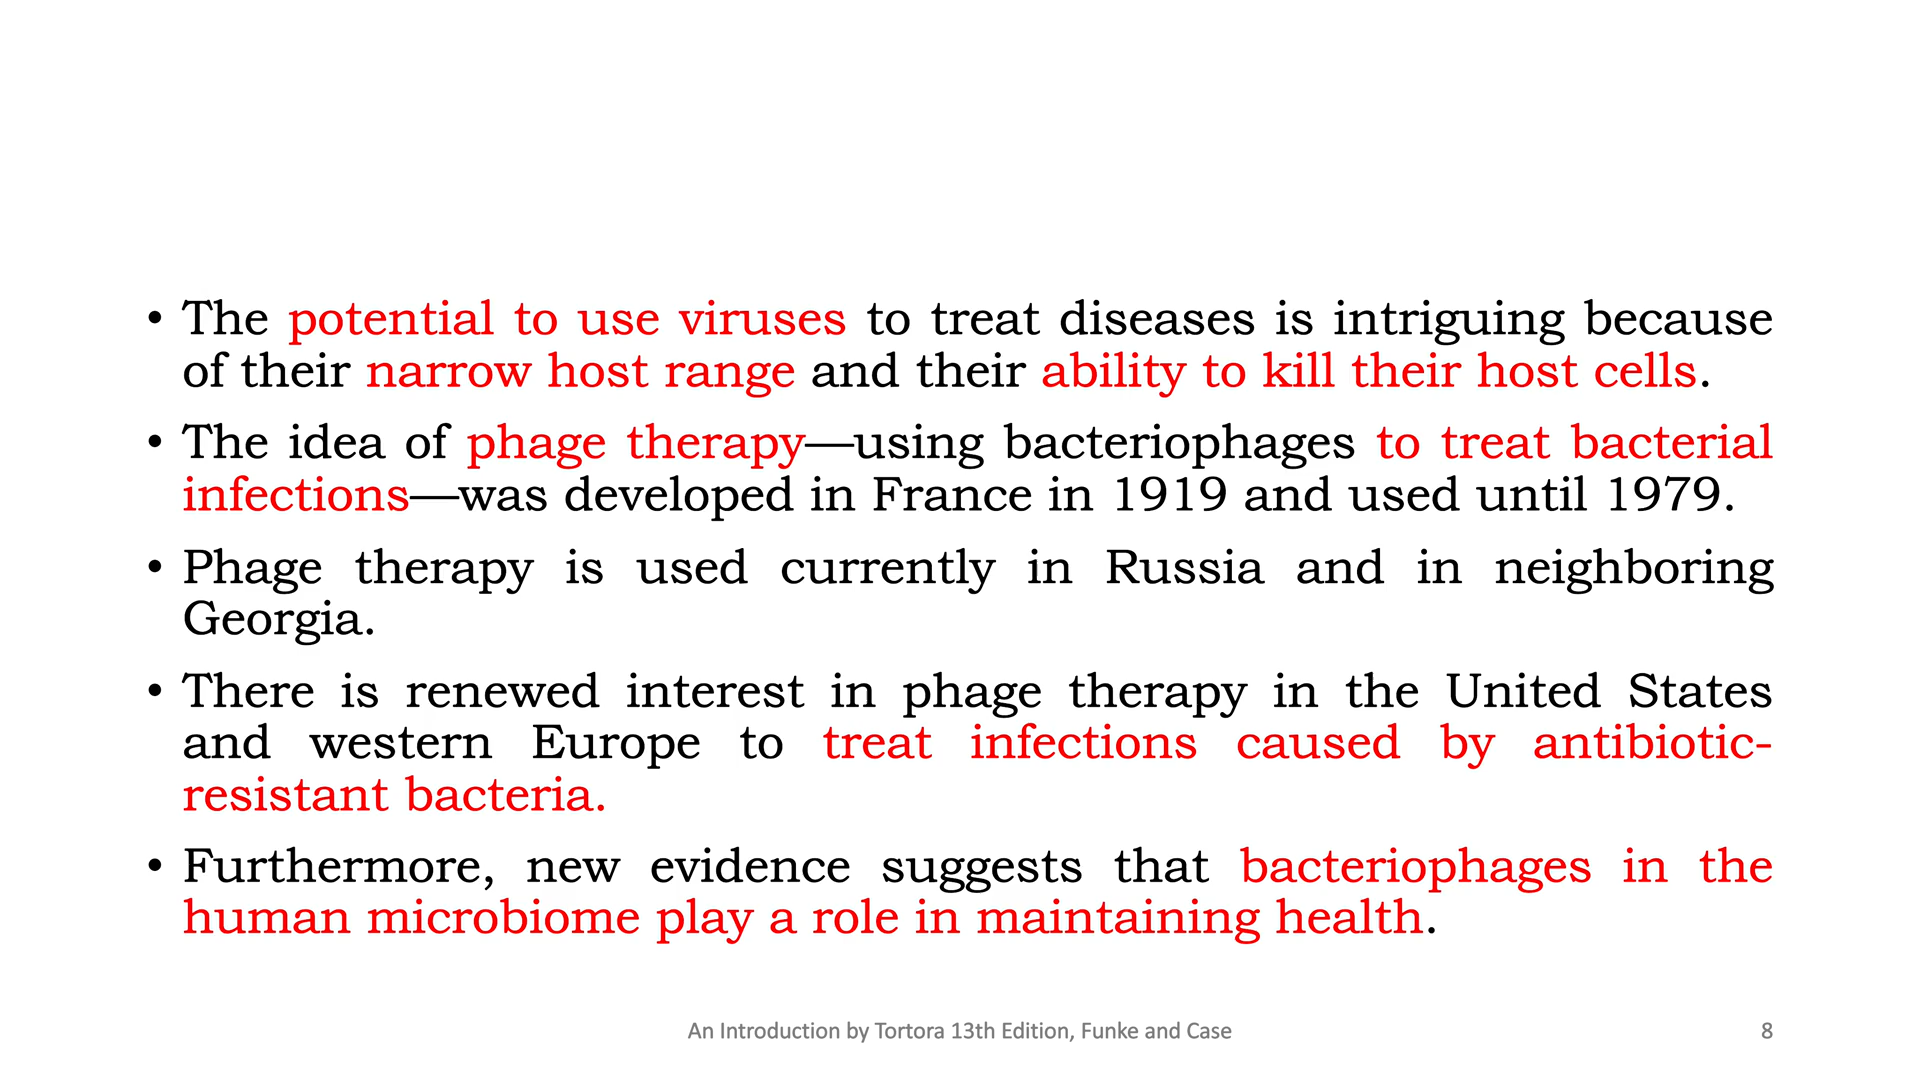 • The potential to use viruses to treat diseases is intriguing because
of their narrow host range and their ability to kill their host cells.
• The idea of phage therapy—using bacteriophages to treat bacterial
infections—was developed in France in 1919 and used until 1979.
• Phage therapy is used currently in Russia and in neighboring
Georgia.
• There is renewed interest in phage therapy in the United States
and western Europe to treat infections caused by antibiotic-
resistant bacteria.
• Furthermore, new evidence suggests that bacteriophages in the
human microbiome play a role in maintaining health.
An Introduction by Tortora 13th Edition, Funke and Case
8